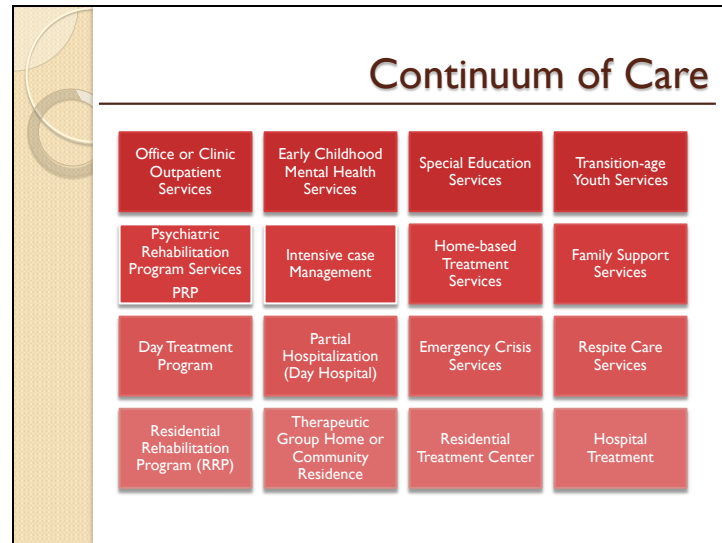 Continuum of Care
Office or Clinic
Outpatient
Services
Early Childhood
Mental Health
Services
Special Education
Services
Transition-age
Youth Services
Psychiatric
Rehabilitation
Program Services
PRP
Intensive case
Management
Home-based
Treatment
Services
Family Support
Services
Day Treatment
Program
Partial
Hospitalization
(Day Hospital)
Emergency Crisis
Services
Respite Care
Services
Residential
Rehabilitation
Program (RRP)
Therapeutic
Group Home or
Community
Residence
Residential
Treatment Center
Hospital
Treatment